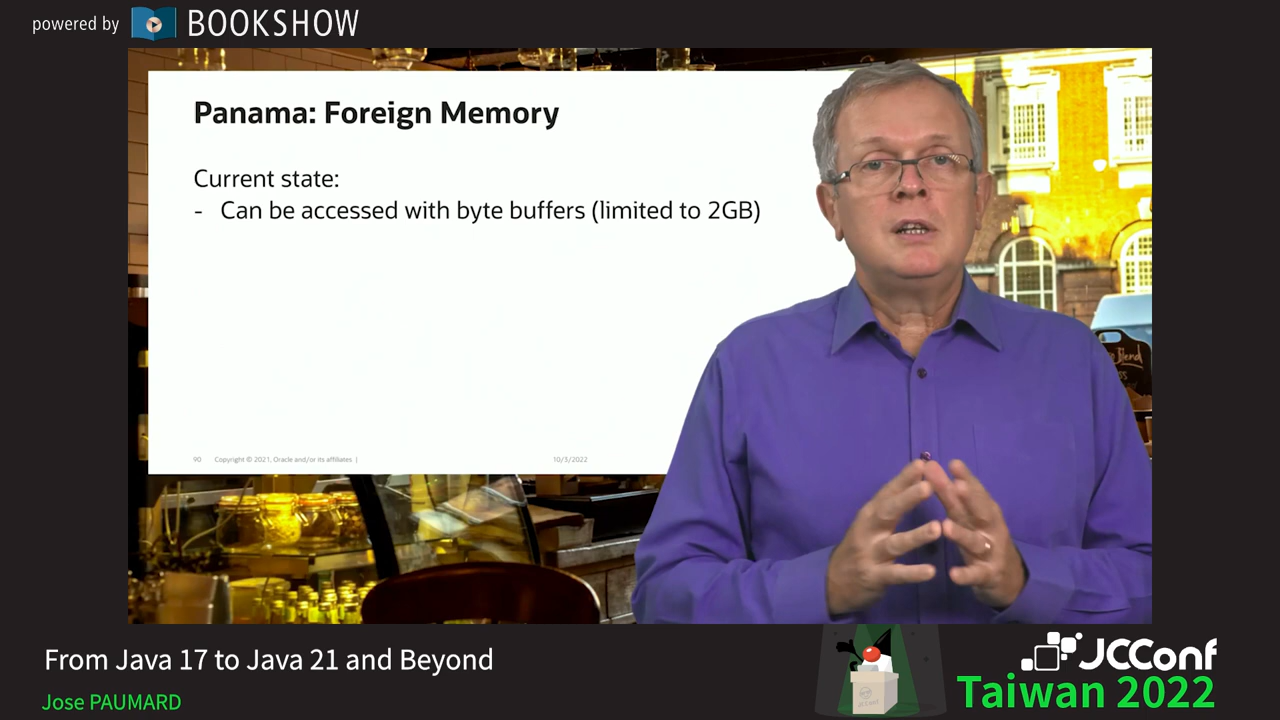 powered by BOOKSHOW
Panama: Foreign Memory
Current state:
- Can be accessed with byte buffers (limited to 2GB)
90 Copyright © 2021, Oracle and/or its affiliates |
10/3/2022
From Java 17 to Java 21 and Beyond
Jose PAUMARD
JCConf
Taiwan 2022